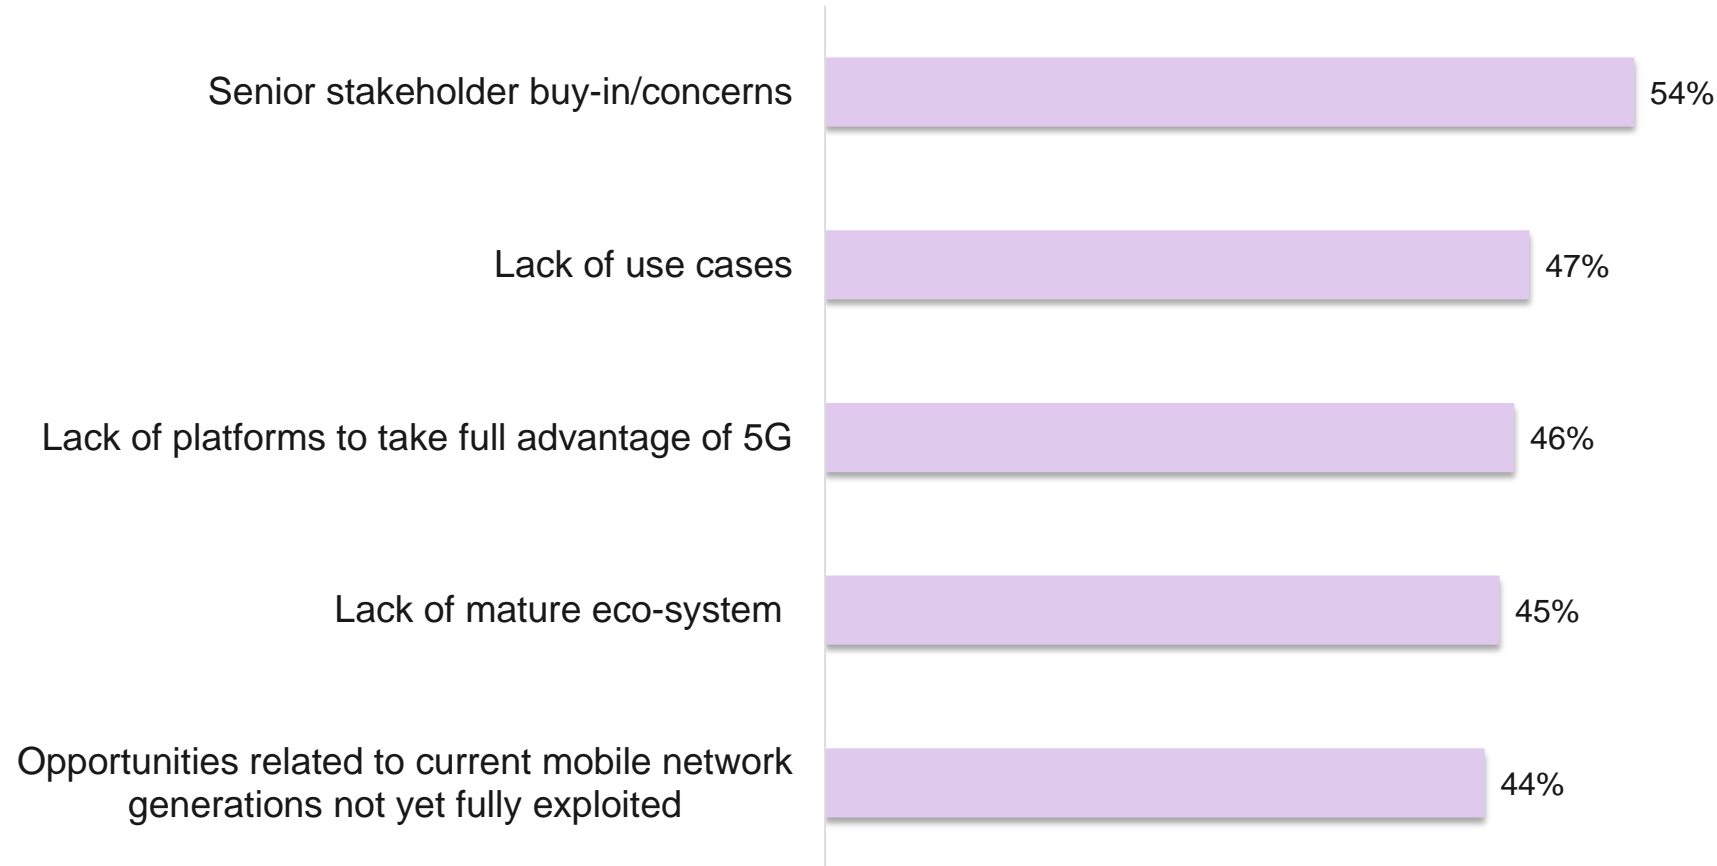 Senior stakeholder buy-in/concerns 54%
Lack of use cases 47%
Lack of platforms to take full advantage of 5G 46%
Lack of mature eco-system 45%
Opportunities related to current mobile network
generations not yet fully exploited 44%